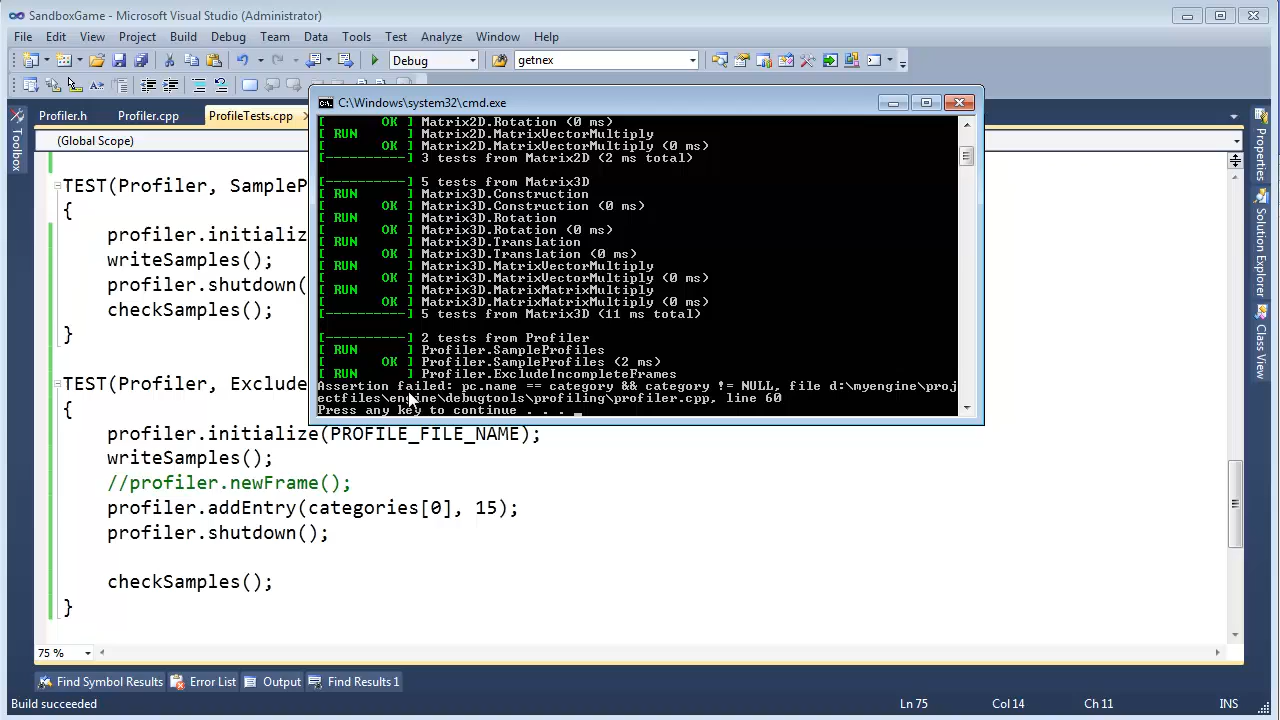 SandboxGame - Microsoft Visual Studio (Administrator)
File Edit View Project Build Debug Team Data Tools Test Analyze Window Help
Debug getnex
Profiler.h Profiler.cpp ProfileTests.cpp
(Global Scope)
Toolbox
Properties
Solution Explorer
Class View
C:\Windows\system32\cmd.exe
[ OK ] Matrix2D.Rotation (0 ms)
[ RUN ] Matrix2D.MatrixVectorMultiply
[ OK ] Matrix2D.MatrixVectorMultiply (0 ms)
[----------] 3 tests from Matrix2D (2 ms total)
[----------] 5 tests from Matrix3D
[ RUN ] Matrix3D.Construction
[ OK ] Matrix3D.Construction (0 ms)
[ RUN ] Matrix3D.Rotation
[ OK ] Matrix3D.Rotation (0 ms)
[ RUN ] Matrix3D.Translation
[ OK ] Matrix3D.Translation (0 ms)
[ RUN ] Matrix3D.MatrixVectorMultiply
[ OK ] Matrix3D.MatrixVectorMultiply (0 ms)
[ RUN ] Matrix3D.MatrixMatrixMultiply
[ OK ] Matrix3D.MatrixMatrixMultiply (0 ms)
[----------] 5 tests from Matrix3D (11 ms total)
[----------] 2 tests from Profiler
[ RUN ] Profiler.SampleProfiles
[ OK ] Profiler.SampleProfiles (2 ms)
[ RUN ] Profiler.ExcludeIncompleteFrames
Assertion failed: pc.name == category && category != NULL, file d:\myengine\proj
ectfiles\engine\debugtools\profiling\profiler.cpp, line 60
Press any key to continue . . .
TEST(Profiler, SampleP
{
profiler.initializ
writeSamples();
profiler.shutdown(
checkSamples();
}
TEST(Profiler, Exclude
{
profiler.initialize(PROFILE_FILE_NAME);
writeSamples();
//profiler.newFrame();
profiler.addEntry(categories[0], 15);
profiler.shutdown();
checkSamples();
}
75 %
Find Symbol Results Error List Output Find Results 1
Build succeeded Ln 75 Col 14 Ch 11 INS